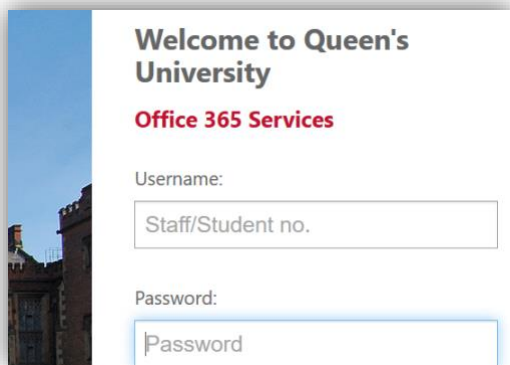 Welcome to Queen's
University
Office 365 Services
Username:
Staff/Student no.
Password:
Password